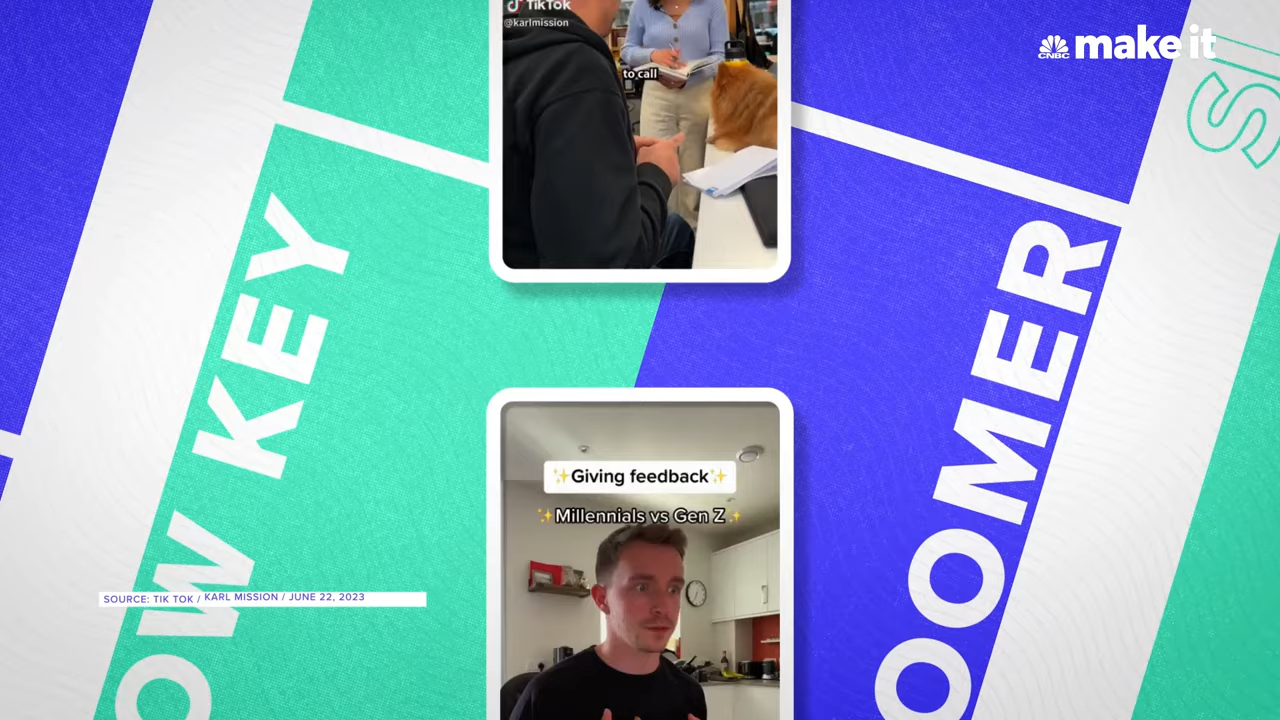 TikTok
@karlmission
to call
CNBC make it
OW KEY
OOMER
✨Giving feedback✨
✨Millennials vs Gen Z✨
SOURCE: TIK TOK / KARL MISSION / JUNE 22, 2023